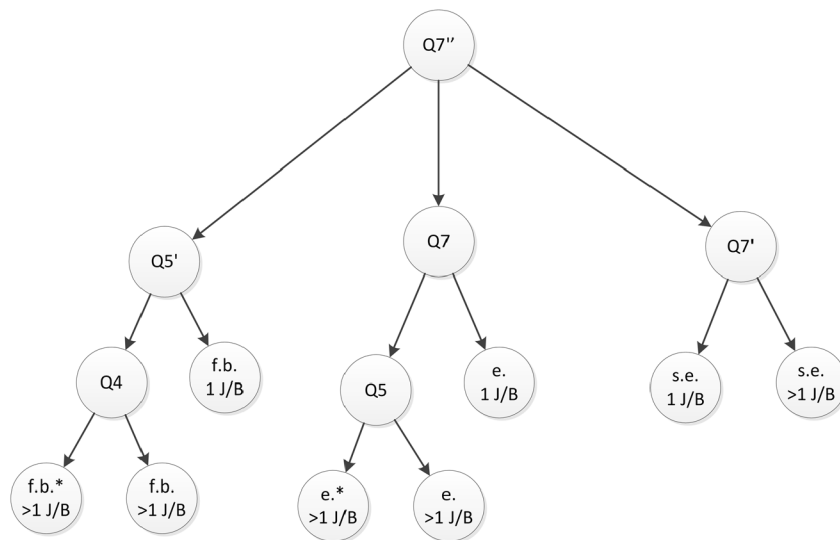 Q7''
Q5'
Q7
Q7'
Q4
f.b.
1 J/B
Q5
e.
1 J/B
s.e.
1 J/B
s.e.
>1 J/B
f.b.*
>1 J/B
f.b.
>1 J/B
e.*
>1 J/B
e.
>1 J/B